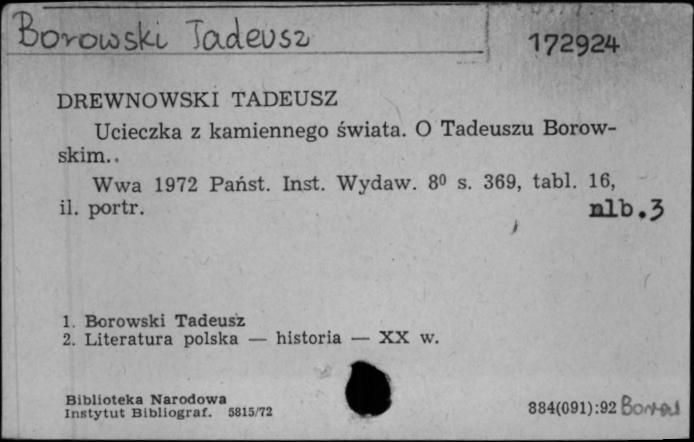 Borowski Tadeusz
172924
DREWNOWSKI TADEUSZ
Ucieczka z kamiennego świata. O Tadeuszu Borow-
skim..
Wwa 1972 Państ. Inst. Wydaw. 8⁰ s. 369, tabl. 16,
il. portr. nlb.3
1. Borowski Tadeusz
2. Literatura polska — historia — XX w.
Biblioteka Narodowa
Instytut Bibliograf. 5815/72
884(091):92